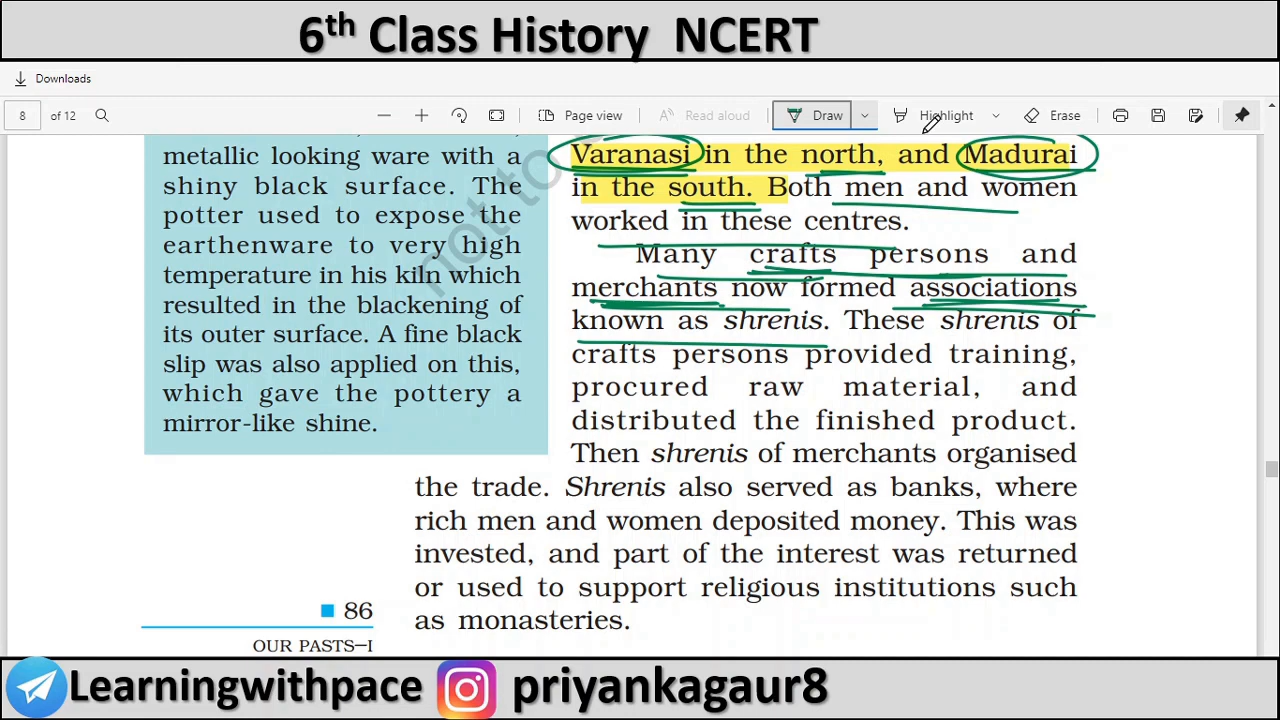 6th Class History NCERT
Downloads
8 of 12 Page view Read aloud Draw Highlight Erase
metallic looking ware with a
shiny black surface. The
potter used to expose the
earthenware to very high
temperature in his kiln which
resulted in the blackening of
its outer surface. A fine black
slip was also applied on this,
which gave the pottery a
mirror-like shine.
Varanasi in the north, and Madurai
in the south. Both men and women
worked in these centres.
Many crafts persons and
merchants now formed associations
known as shrenis. These shrenis of
crafts persons provided training,
procured raw material, and
distributed the finished product.
Then shrenis of merchants organised
the trade. Shrenis also served as banks, where
rich men and women deposited money. This was
invested, and part of the interest was returned
or used to support religious institutions such
as monasteries.
not to
86
OUR PASTS—I
Learningwithpace priyankagaur8